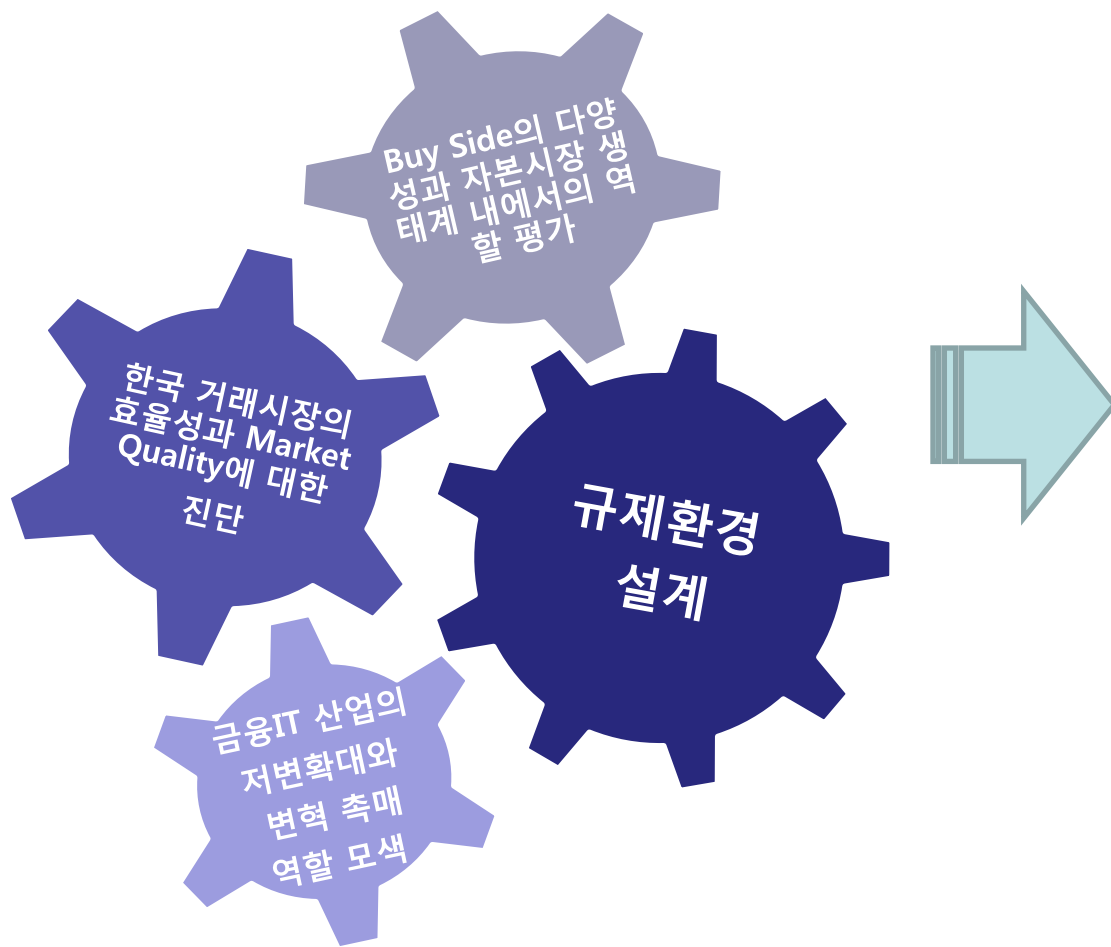 Buy Side의 다양
성과 자본시장 생
태계 내에서의 역
할 평가
한국 거래시장의
효율성과 Market
Quality에 대한
진단
규제환경
설계
금융IT 산업의
저변확대와
변혁 촉매
역할 모색